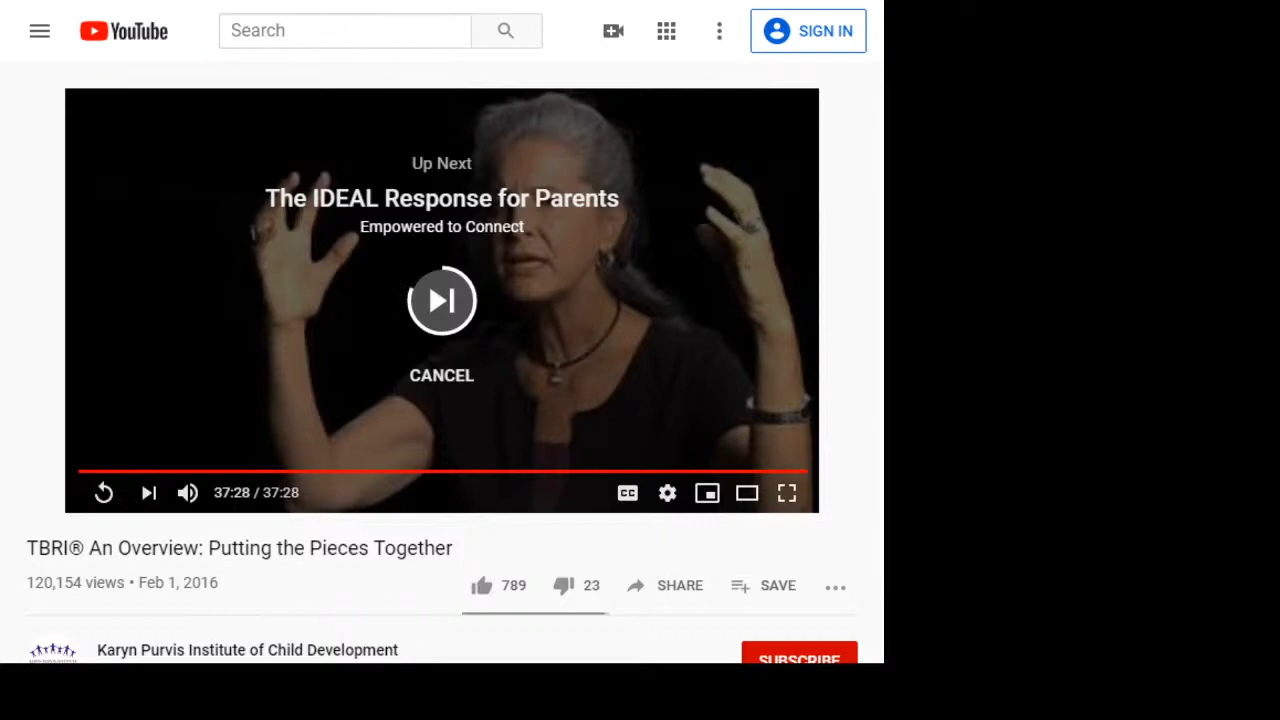 YouTube
Search
SIGN IN
Up Next
The IDEAL Response for Parents
Empowered to Connect
CANCEL
37:28 / 37:28
CC
TBRI® An Overview: Putting the Pieces Together
120,154 views • Feb 1, 2016
789
23
SHARE
SAVE
Karyn Purvis Institute of Child Development
SUBSCRIBE